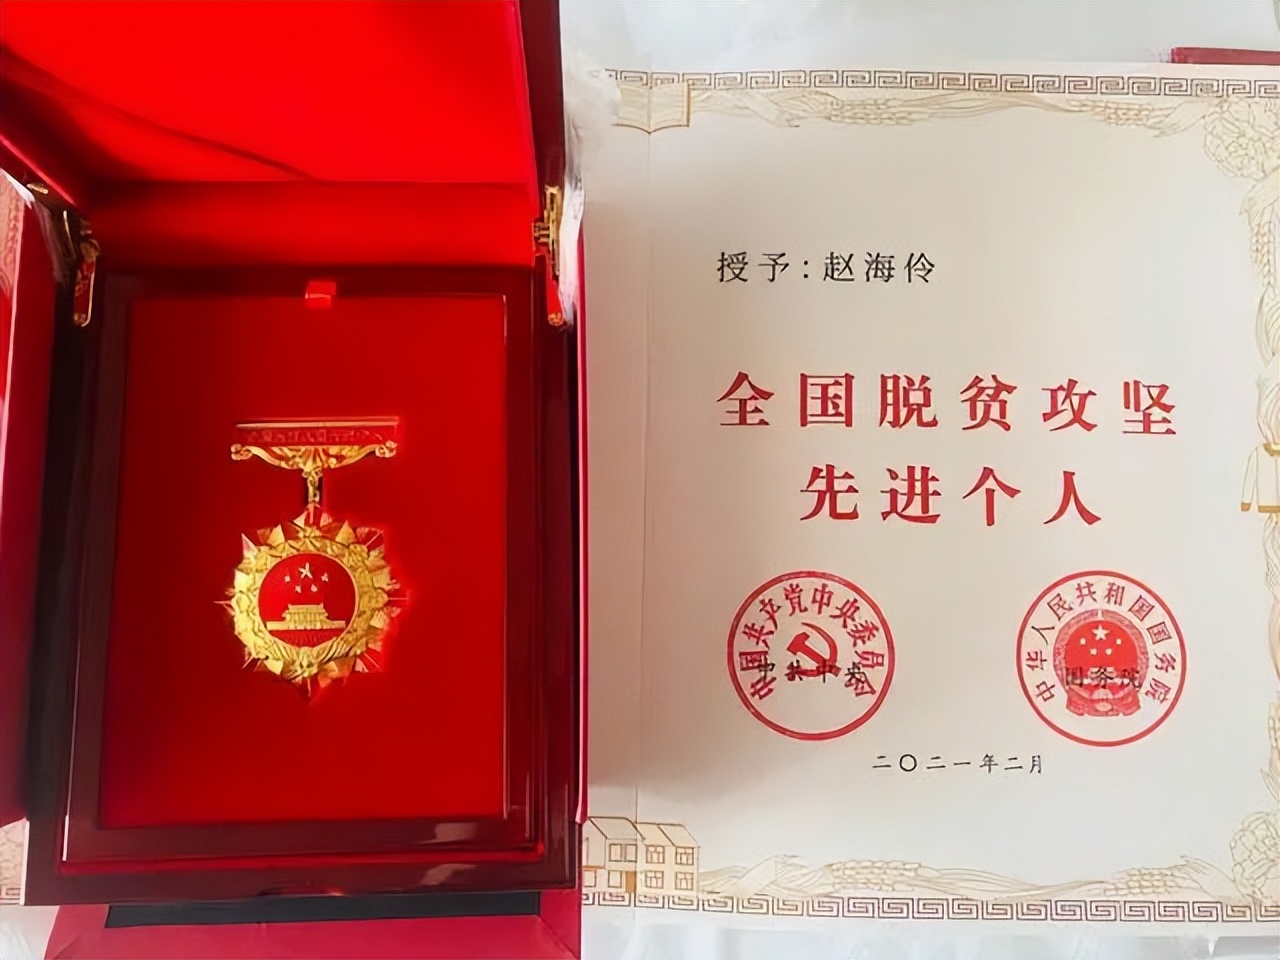 授予：赵海伶
全国脱贫攻坚
先进个人
中国共产党中央委员会
中共中央
中华人民共和国国务院
国务院
二〇二一年二月